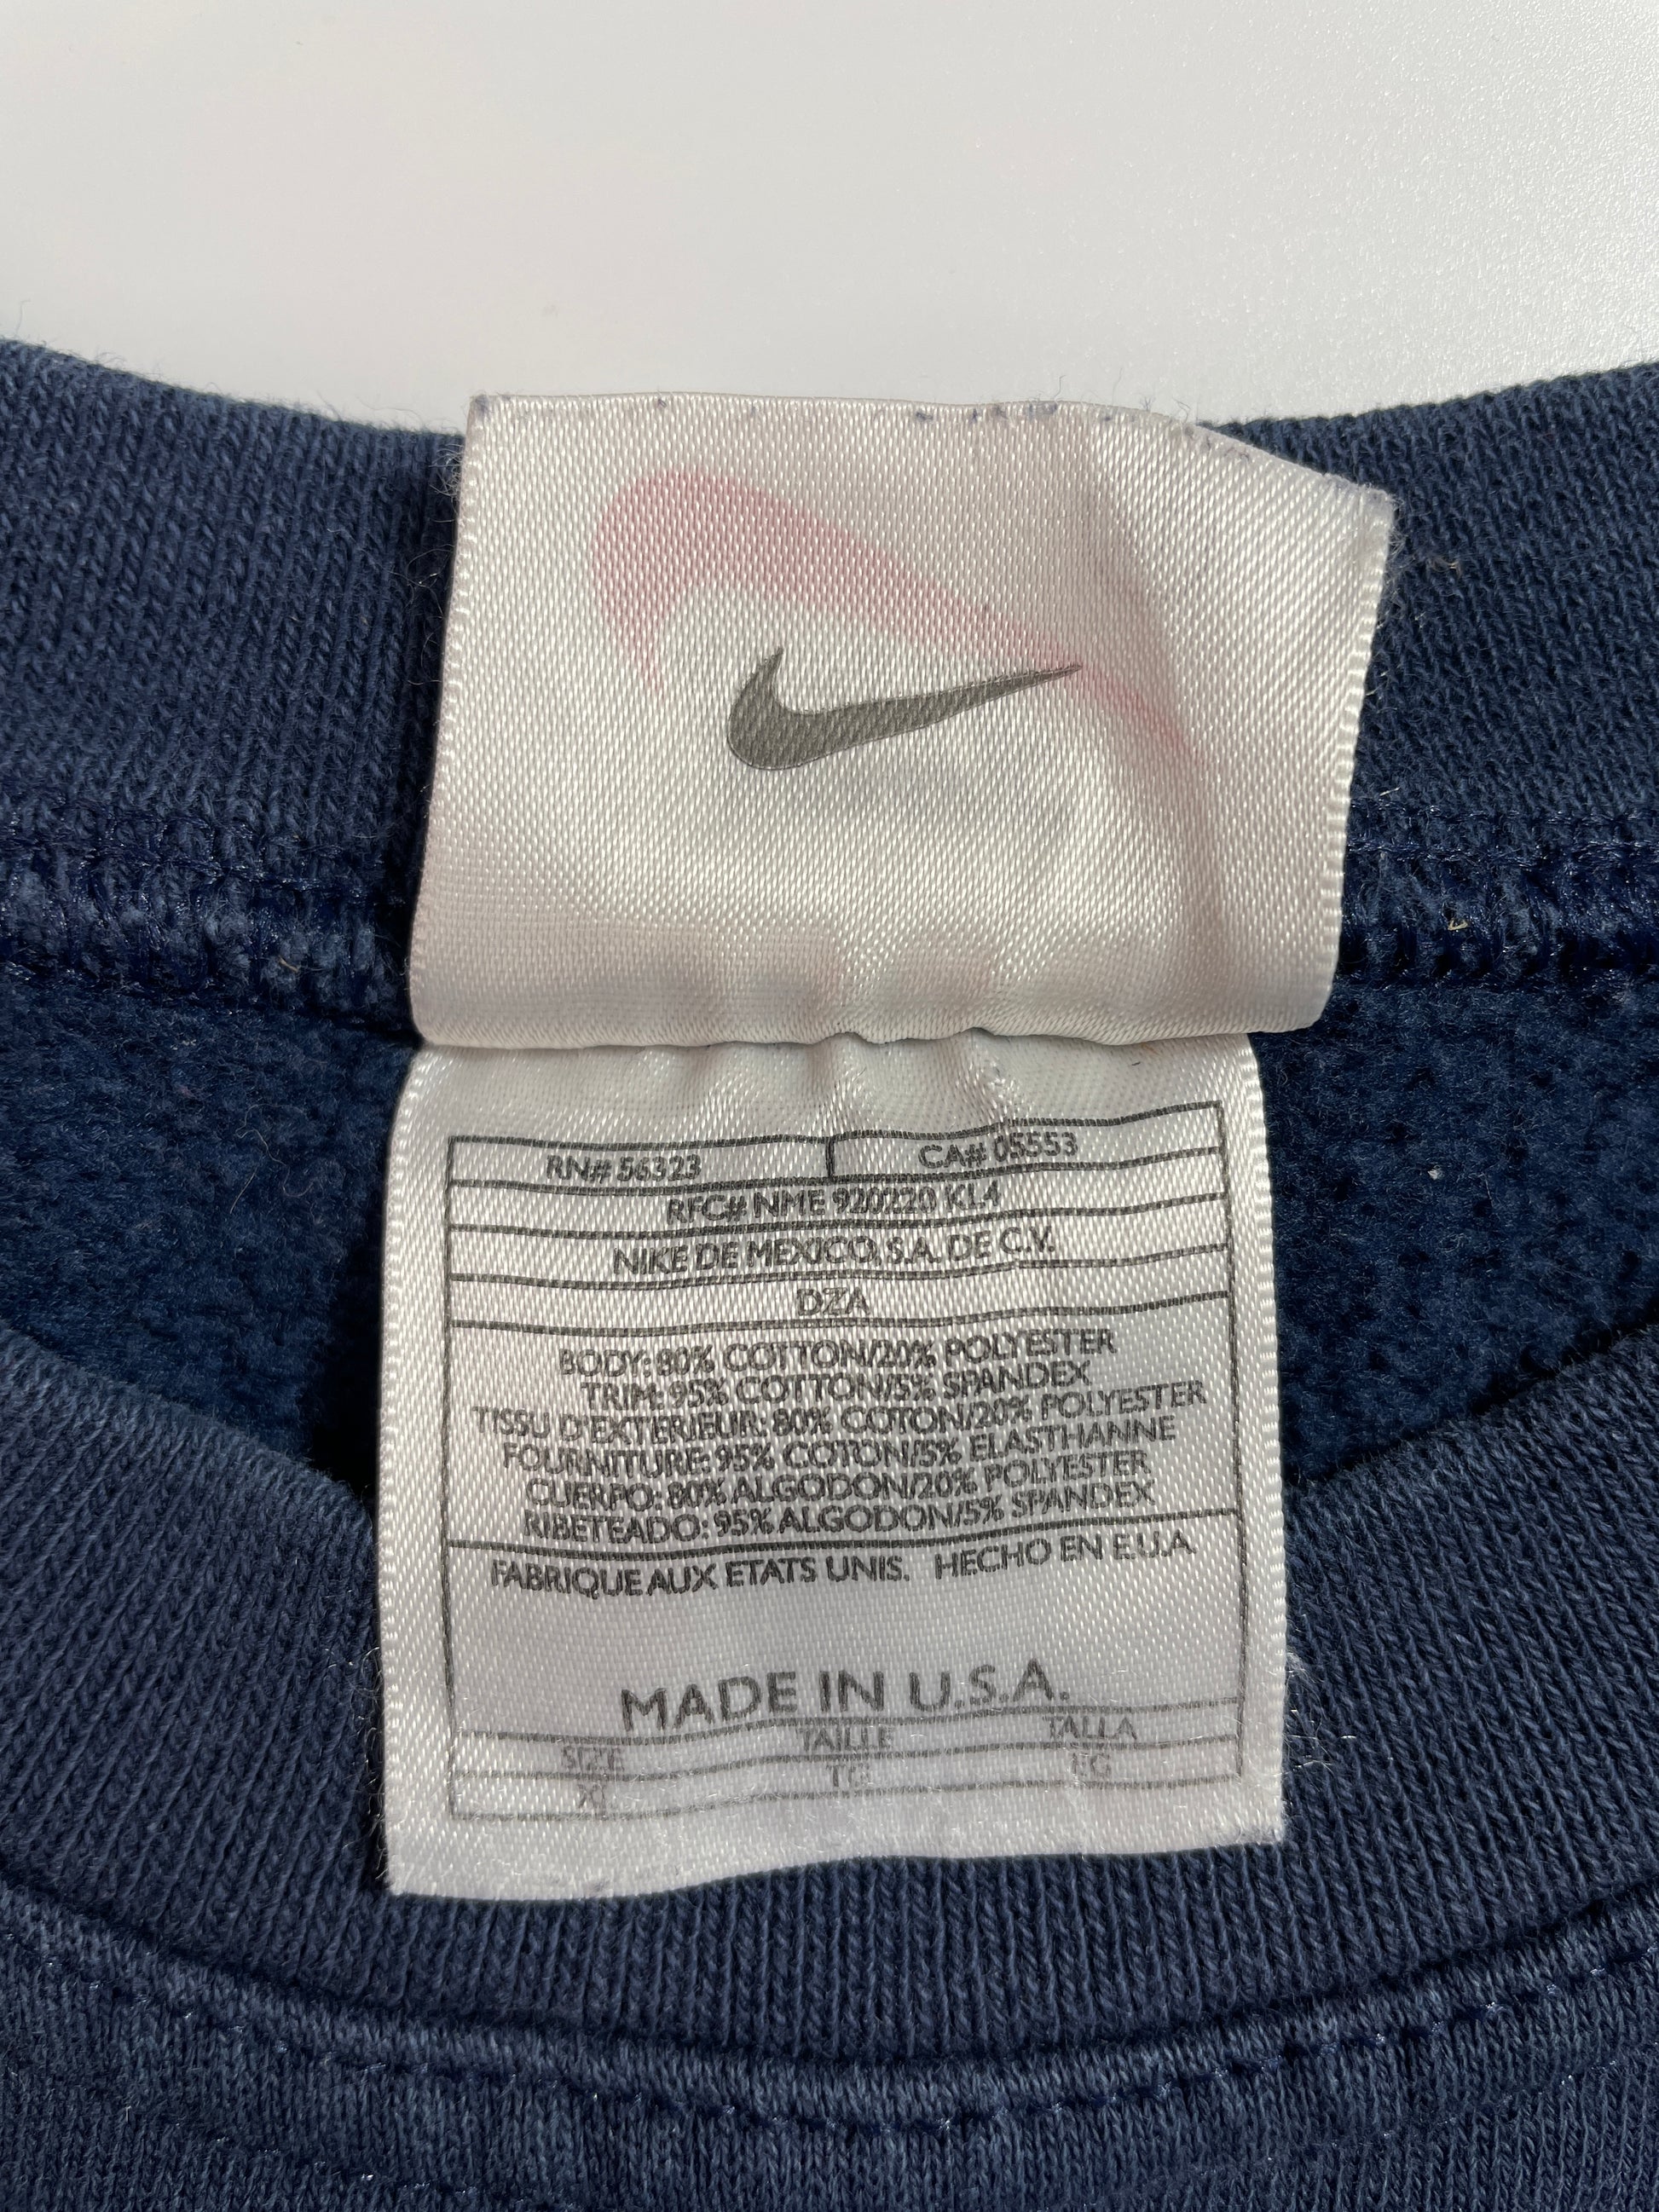 RN# 56323 CA# 05553
RFC# NME 920220 KL4
NIKE DE MEXICO, S.A. DE C.V.
DZA
BODY: 80% COTTON/20% POLYESTER
TRIM: 95% COTTON/5% SPANDEX
TISSU D'EXTERIEUR: 80% COTON/20% POLYESTER
FOURNITURE: 95% COTON/5% ELASTHANNE
CUERPO: 80% ALGODON/20% POLYESTER
RIBETEADO: 95% ALGODON/5% SPANDEX
FABRIQUE AUX ETATS UNIS. HECHO EN E.U.A
MADE IN U.S.A.
SIZE TAILLE TALLA
XL TG EG